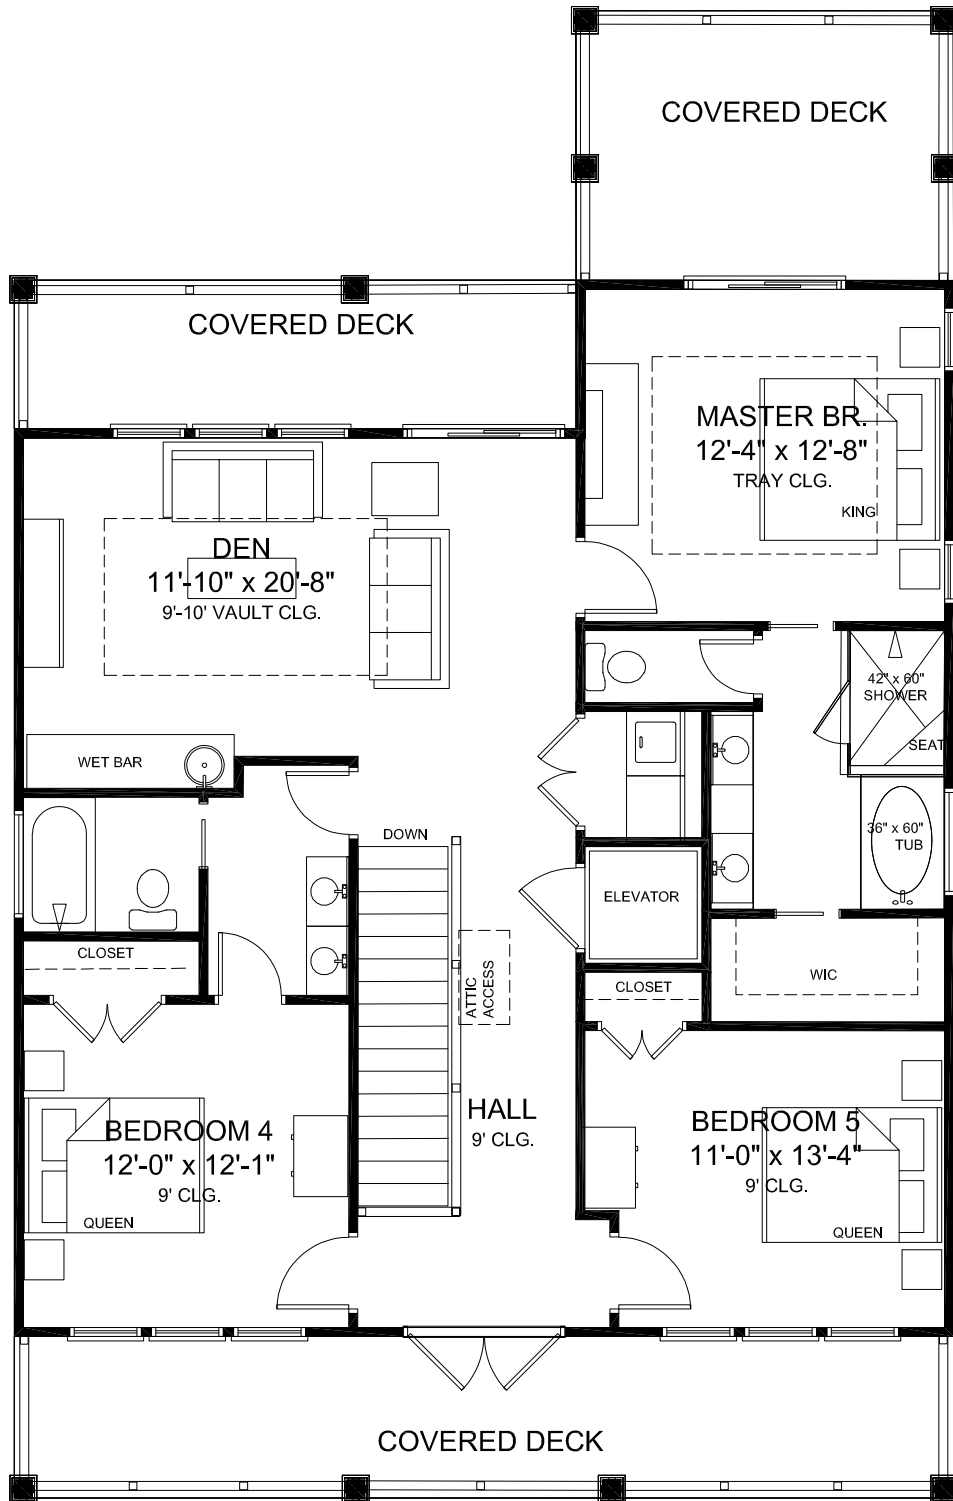 COVERED DECK
COVERED DECK
MASTER BR.
12'-4" x 12'-8"
TRAY CLG.
KING
DEN
11'-10" x 20'-8"
9'-10' VAULT CLG.
42" x 60"
SHOWER
SEAT
WET BAR
DOWN
36" x 60"
TUB
ELEVATOR
CLOSET
ATTIC
ACCESS
CLOSET
WIC
HALL
9' CLG.
BEDROOM 4
12'-0" x 12'-1"
9' CLG.
QUEEN
BEDROOM 5
11'-0" x 13'-4"
9' CLG.
QUEEN
COVERED DECK